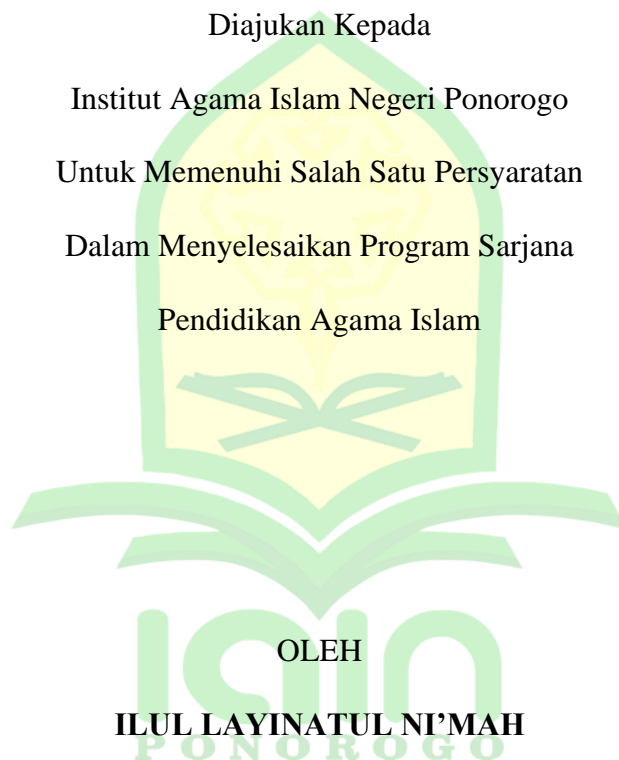 Diajukan Kepada
Institut Agama Islam Negeri Ponorogo
Untuk Memenuhi Salah Satu Persyaratan
Dalam Menyelesaikan Program Sarjana
Pendidikan Agama Islam
OLEH
iain
ILUL LAYINATUL NI’MAH
PONOROGO